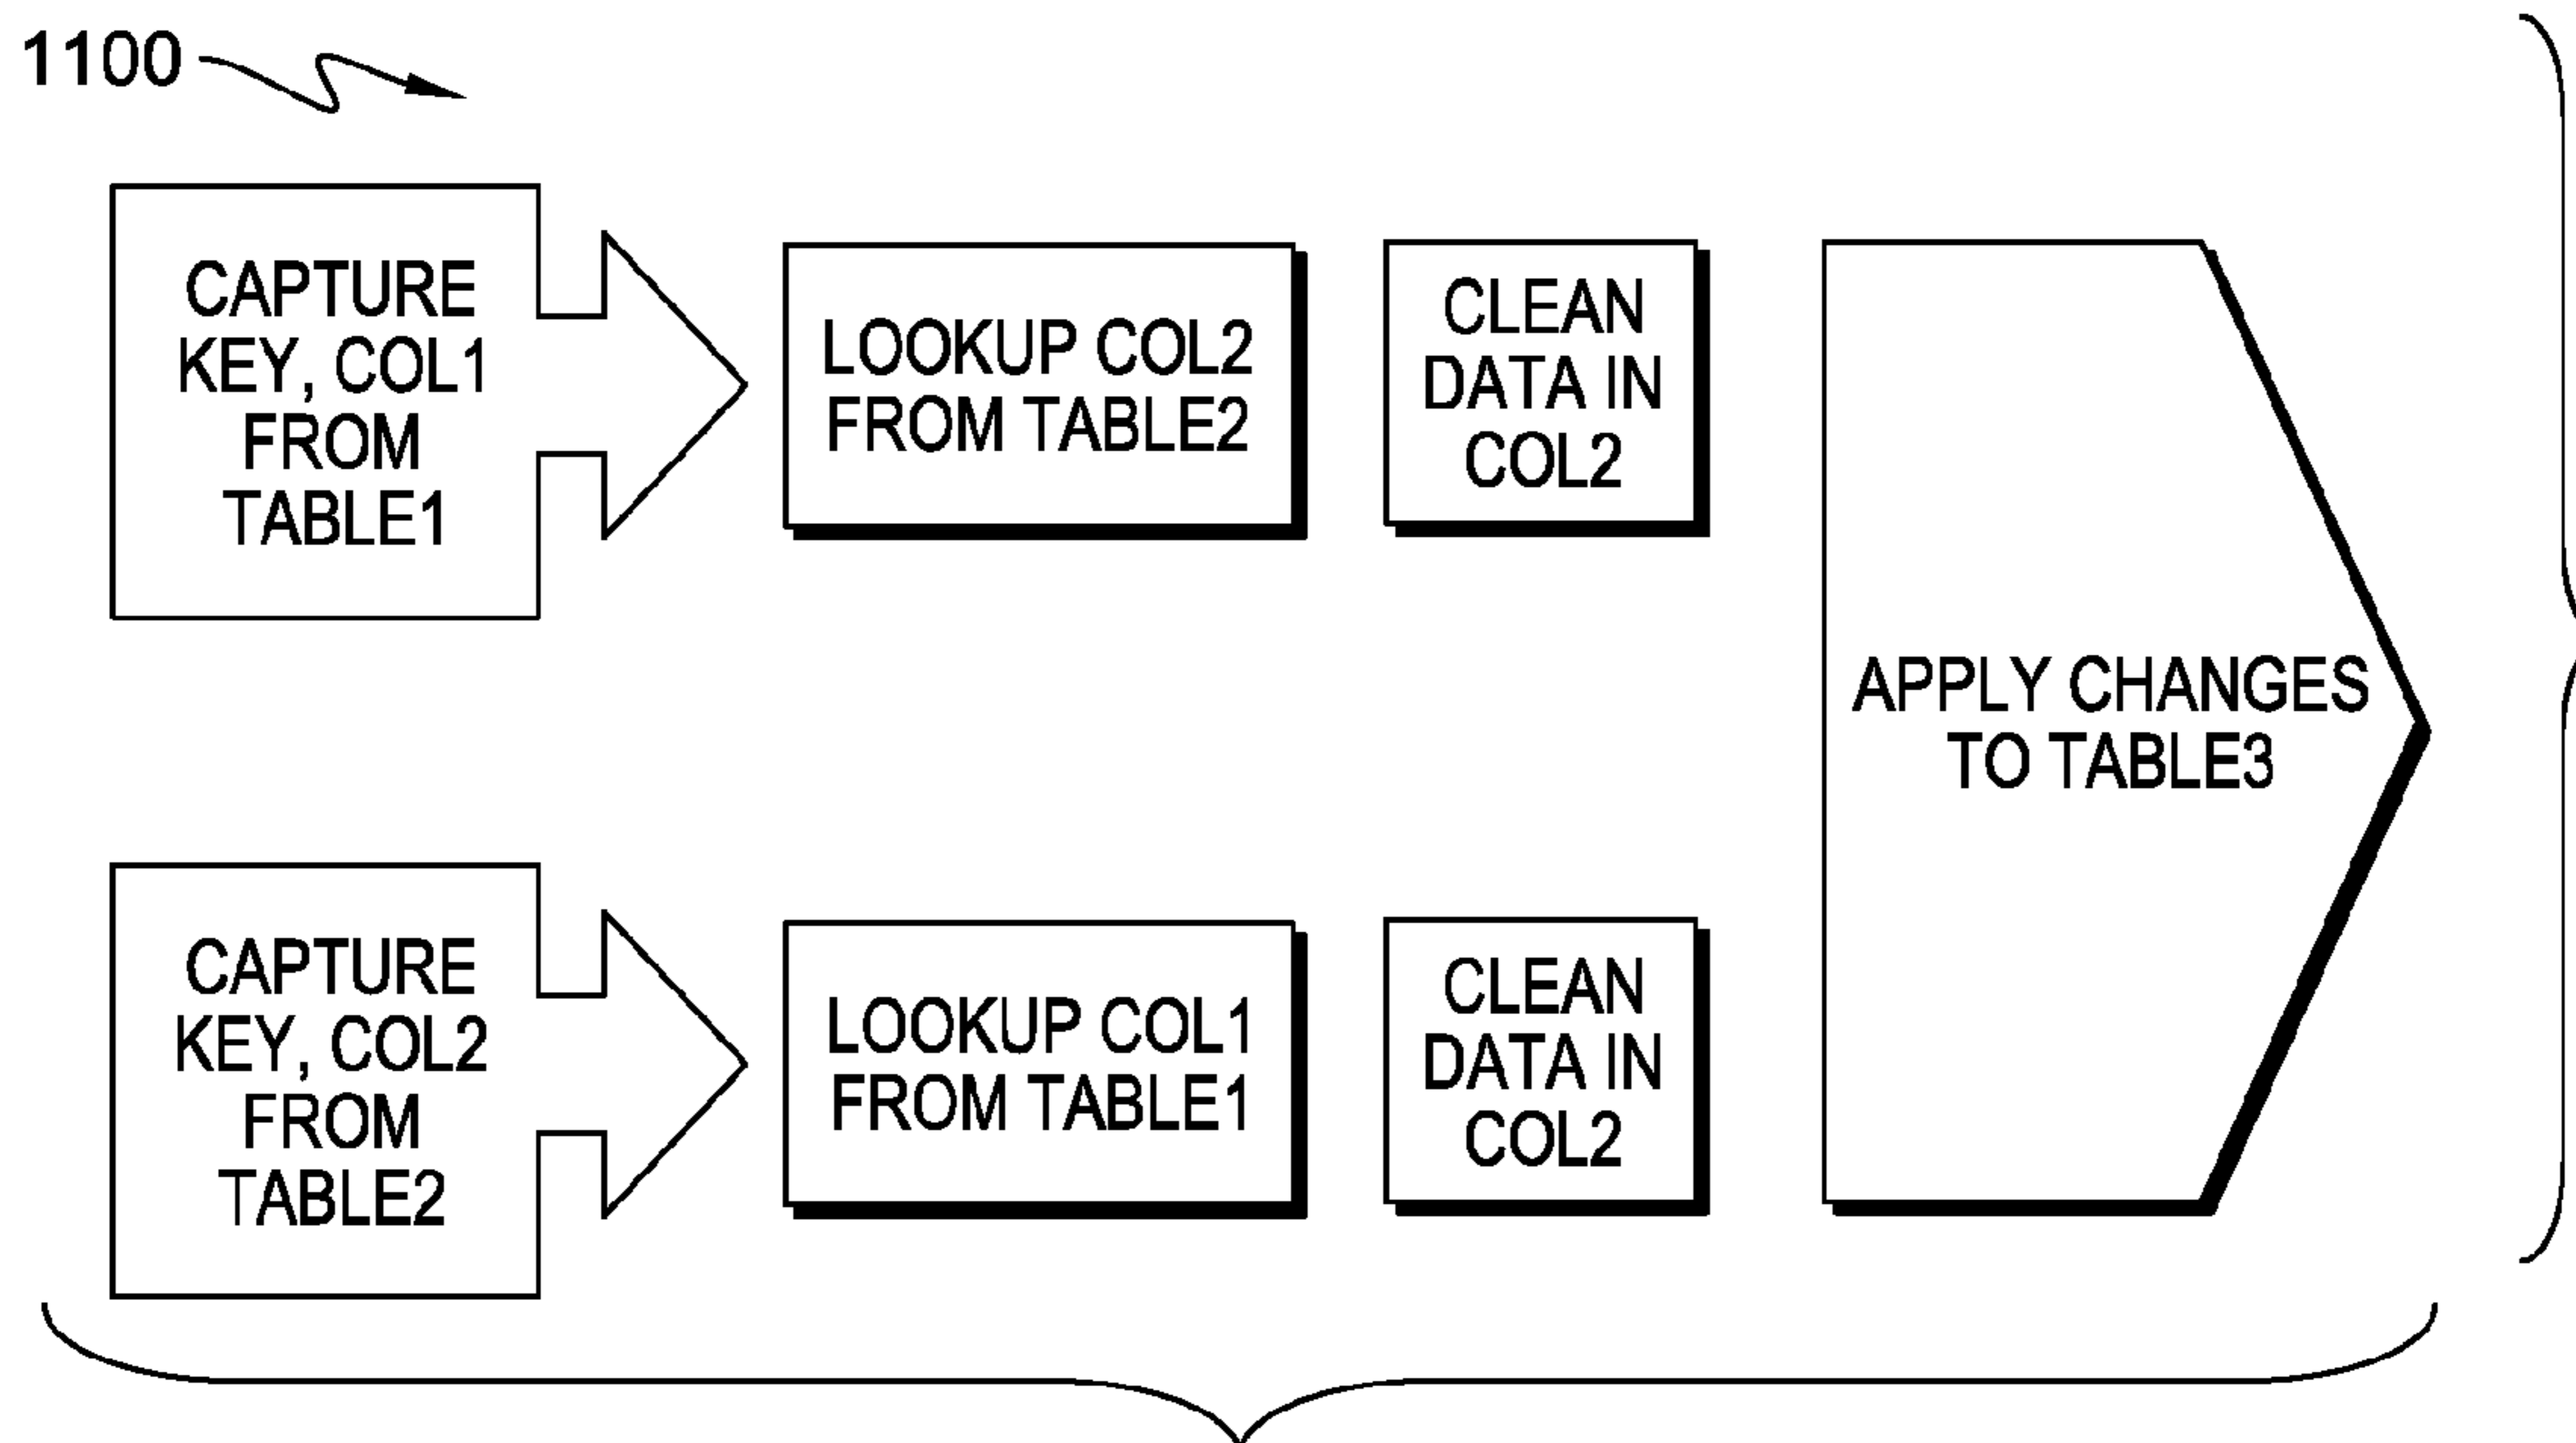 1100
CAPTURE
KEY, COL1
FROM
TABLE1
LOOKUP COL2
FROM TABLE2
CLEAN
DATA IN
COL2
APPLY CHANGES
TO TABLE3
CAPTURE
KEY, COL2
FROM
TABLE2
LOOKUP COL1
FROM TABLE1
CLEAN
DATA IN
COL2